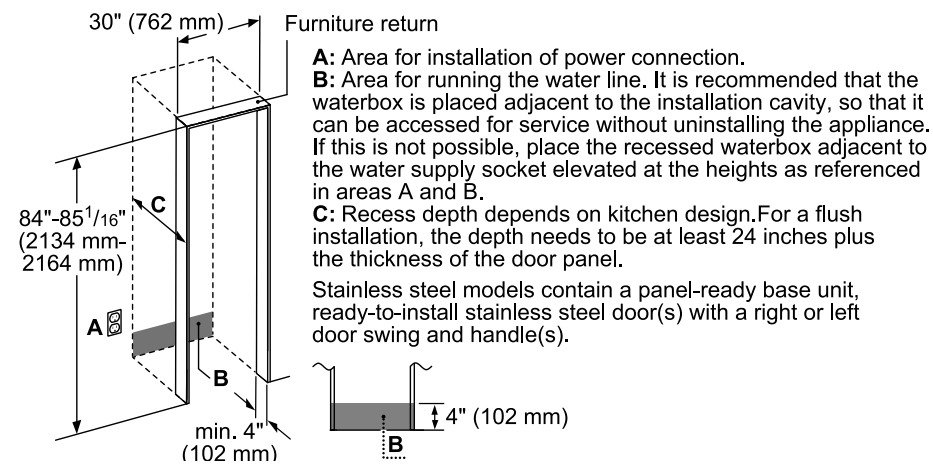 30" (762 mm)
Furniture return
A: Area for installation of power connection.
B: Area for running the water line. It is recommended that the
waterbox is placed adjacent to the installation cavity, so that it
can be accessed for service without uninstalling the appliance.
If this is not possible, place the recessed waterbox adjacent to
the water supply socket elevated at the heights as referenced
in areas A and B.
C: Recess depth depends on kitchen design.For a flush
installation, the depth needs to be at least 24 inches plus
the thickness of the door panel.
Stainless steel models contain a panel-ready base unit,
ready-to-install stainless steel door(s) with a right or left
door swing and handle(s).
C
84"-85 1/16"
(2134 mm-
2164 mm)
A
B
min. 4"
(102 mm)
4" (102 mm)
B